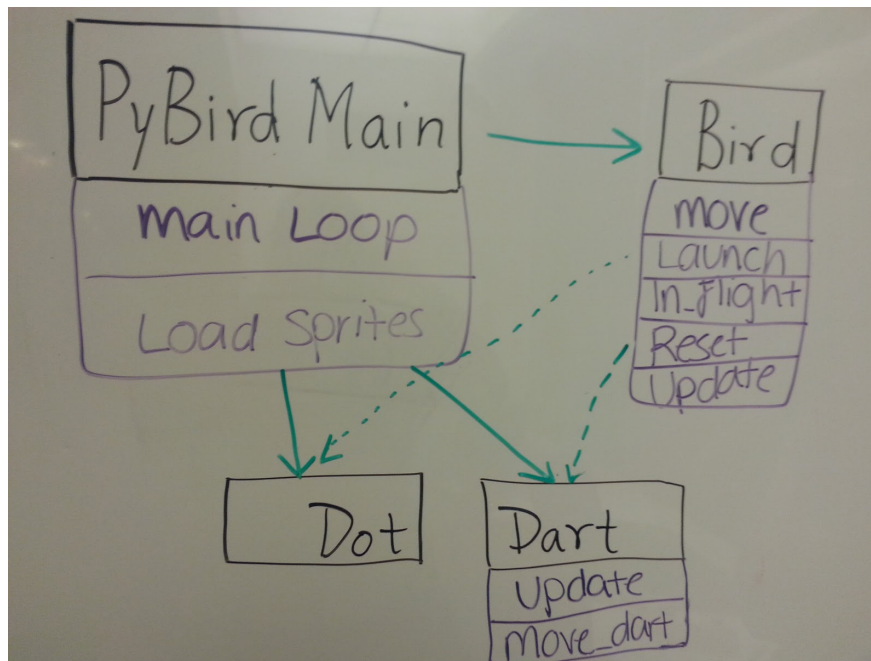 PyBird Main
main Loop
Load Sprites
Bird
move
Launch
In_flight
Reset
Update
Dot
Dart
Update
Move_dart